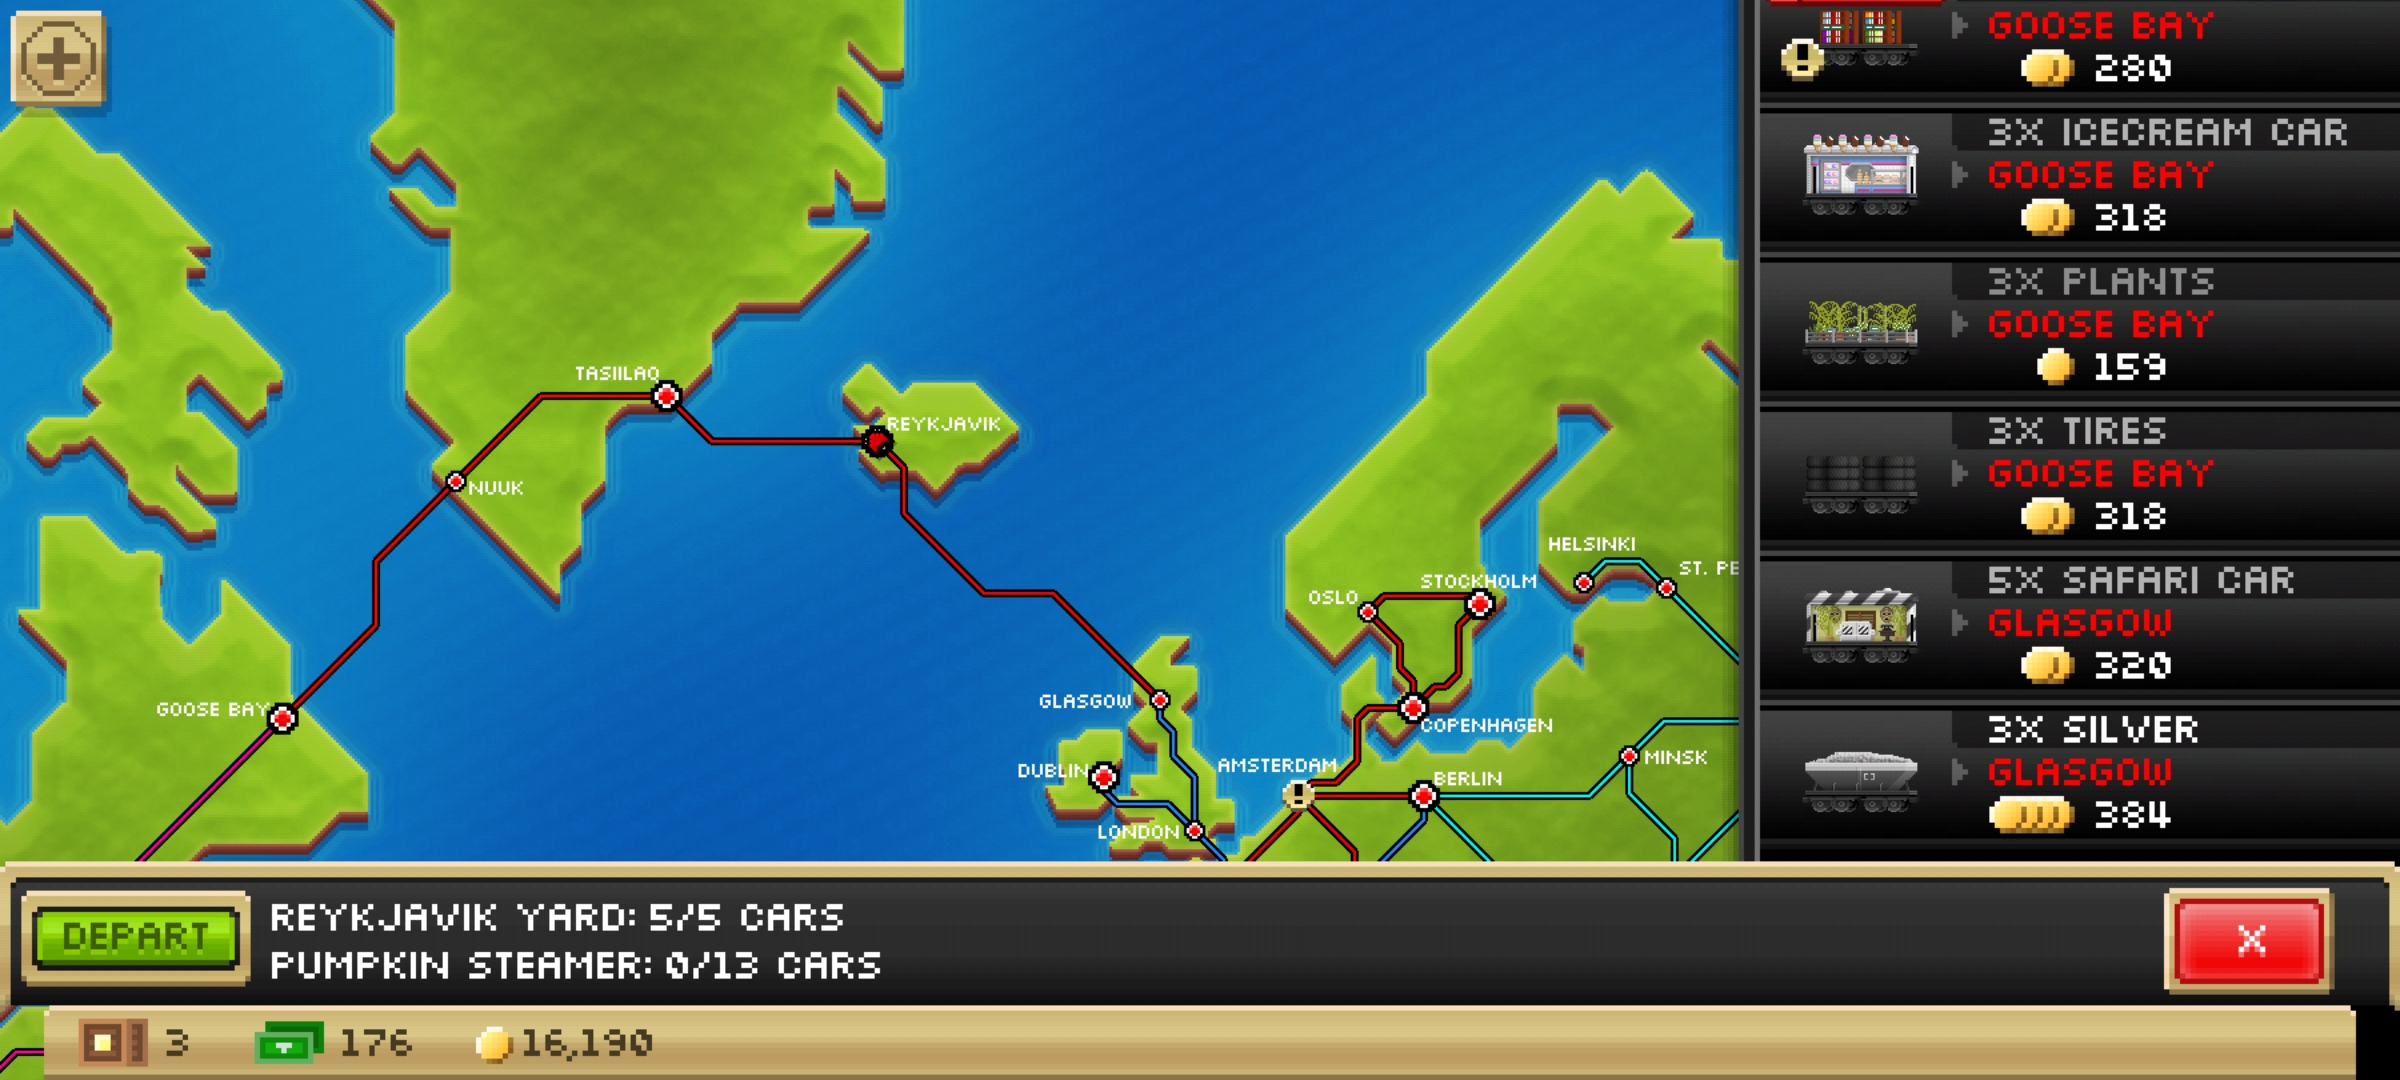 GOOSE BAY
280
3X ICECREAM CAR
GOOSE BAY
318
3X PLANTS
GOOSE BAY
159
3X TIRES
GOOSE BAY
318
5X SAFARI CAR
GLASGOW
320
3X SILVER
GLASGOW
384
TASIILAQ
REYKJAVIK
NUUK
HELSINKI
ST. PE
STOCKHOLM
OSLO
GOOSE BAY
GLASGOW
COPENHAGEN
AMSTERDAM
MINSK
DUBLIN
BERLIN
LONDON
DEPART
REYKJAVIK YARD: 5/5 CARS
PUMPKIN STEAMER: 0/13 CARS
X
3
176
16,190